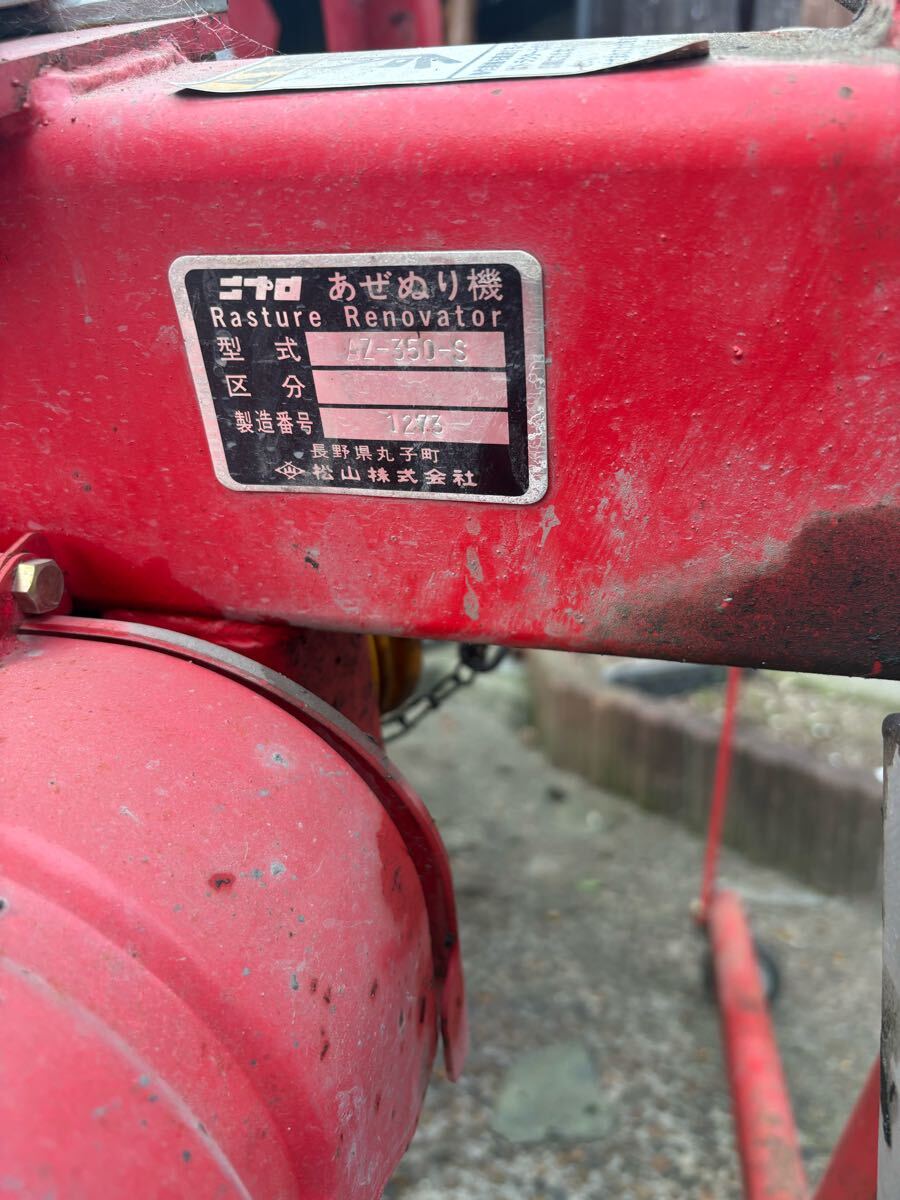 ニプロ あぜぬり機
Rasture Renovator
型式 AZ-350-S
区分
製造番号 1273
長野県丸子町
松山株式会社